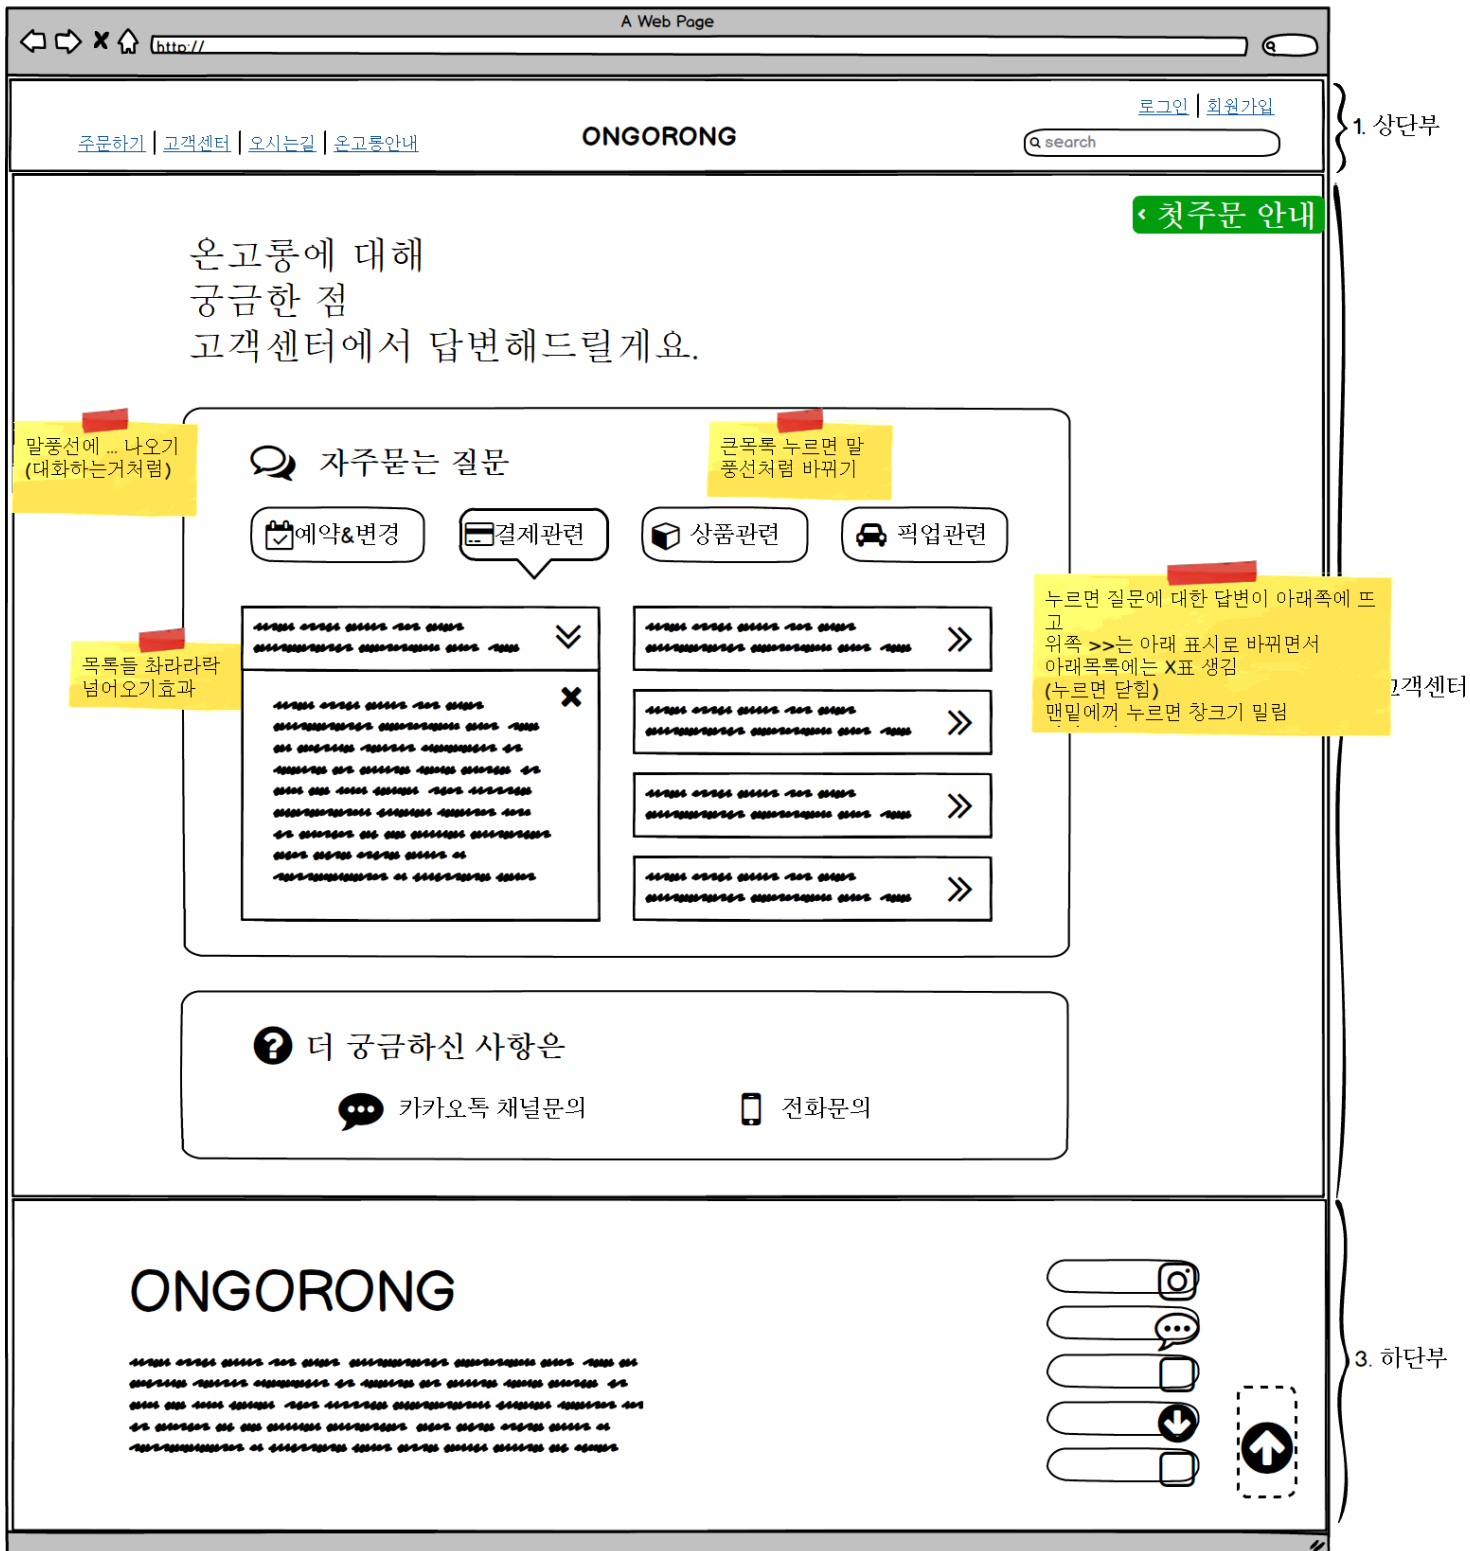 A Web Page
http://
로그인 | 회원가입
주문하기 | 고객센터 | 오시는길 | 온고롱안내
ONGORONG
search
1. 상단부
첫주문 안내
온고롱에 대해
궁금한 점
고객센터에서 답변해드릴게요.
말풍선에 ... 나오기
(대화하는거처럼)
자주묻는 질문
큰목록 누르면 말
풍선처럼 바뀌기
예약&변경
결제관련
상품관련
픽업관련
누르면 질문에 대한 답변이 아래쪽에 뜨
고
위쪽 >>는 아래 표시로 바뀌면서
아래목록에는 X표 생김
(누르면 닫힘)
맨밑에꺼 누르면 창크기 밀림
목록들 촤라라락
넘어오기효과
고객센터
더 궁금하신 사항은
카카오톡 채널문의
전화문의
ONGORONG
3. 하단부